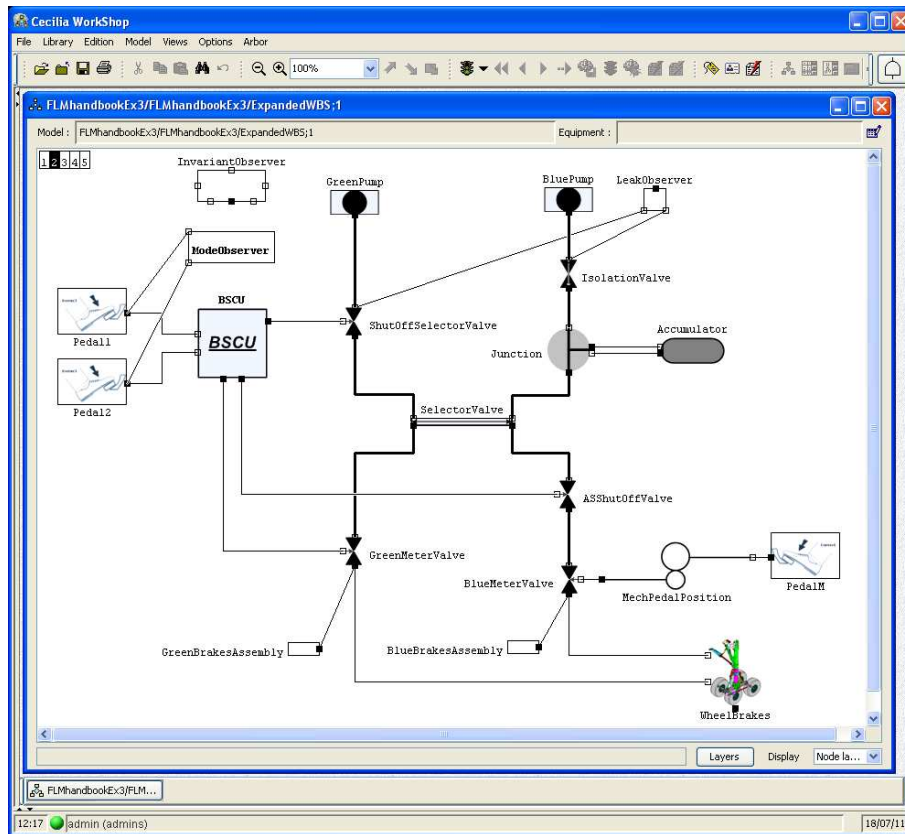 Cecilia WorkShop
File Library Edition Model Views Options Arbor
100%
FLMhandbookEx3/FLMhandbookEx3/ExpandedWBS;1
Model : FLMhandbookEx3/FLMhandbookEx3/ExpandedWBS;1 Equipment :
1 2 3 4 5
InvariantObserver
GreenPump
BluePump
LeakObserver
ModeObserver
IsolationValve
BSCU
BSCU
ShutOffSelectorValve
Accumulator
Pedal1
Junction
Pedal2
SelectorValve
ASShutOffValve
GreenMeterValve
BlueMeterValve
MechPedalPosition
PedalM
GreenBrakesAssembly
BlueBrakesAssembly
WheelBrakes
Layers Display Node la...
FLMhandbookEx3/FLM...
12:17 admin (admins) 18/07/11